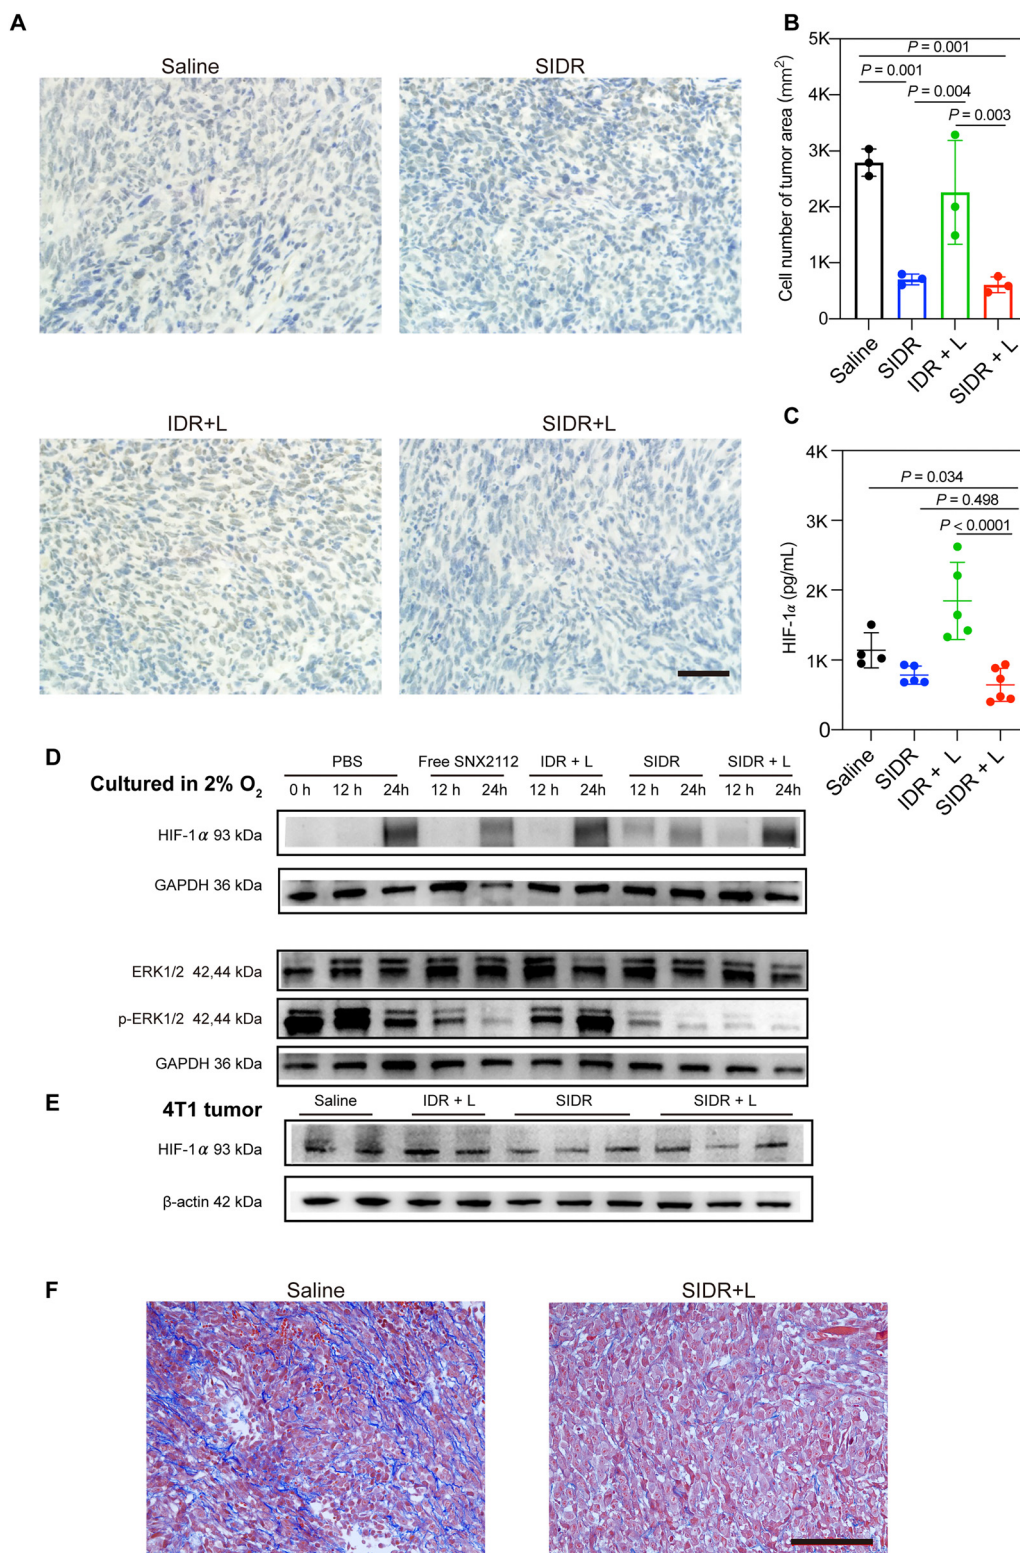 A
Saline
SIDR
IDR+L
SIDR+L
B
Cell number of tumor area (mm²)
5K
4K
3K
2K
1K
0
P = 0.001
P = 0.001
P = 0.004
P = 0.003
Saline
SIDR
IDR + L
SIDR + L
C
HIF-1α (pg/mL)
4K
3K
2K
1K
0
P = 0.034
P = 0.498
P < 0.0001
Saline
SIDR
IDR + L
SIDR + L
D
PBS Free SNX2112 IDR + L SIDR SIDR + L
Cultured in 2% O₂ 0 h 12 h 24h 12 h 24h 12 h 24h 12 h 24h 12 h 24h
HIF-1α 93 kDa
GAPDH 36 kDa
ERK1/2 42,44 kDa
p-ERK1/2 42,44 kDa
GAPDH 36 kDa
E
4T1 tumor Saline IDR + L SIDR SIDR + L
HIF-1α 93 kDa
β-actin 42 kDa
F
Saline
SIDR+L